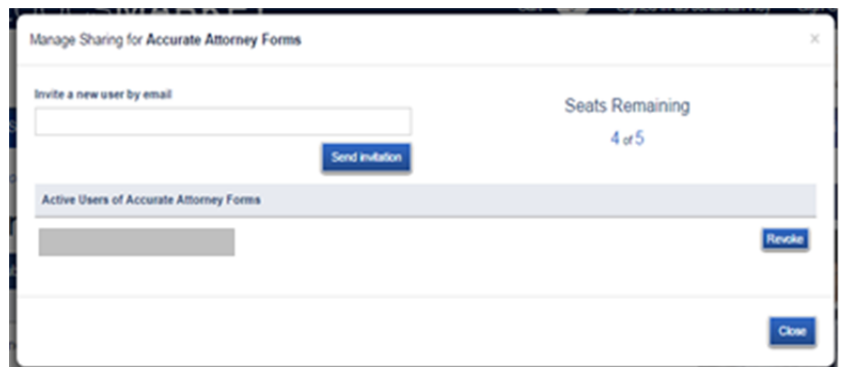 Manage Sharing for Accurate Attorney Forms
×
Invite a new user by email
Seats Remaining
4 of 5
Send invitation
Active Users of Accurate Attorney Forms
Revoke
Close